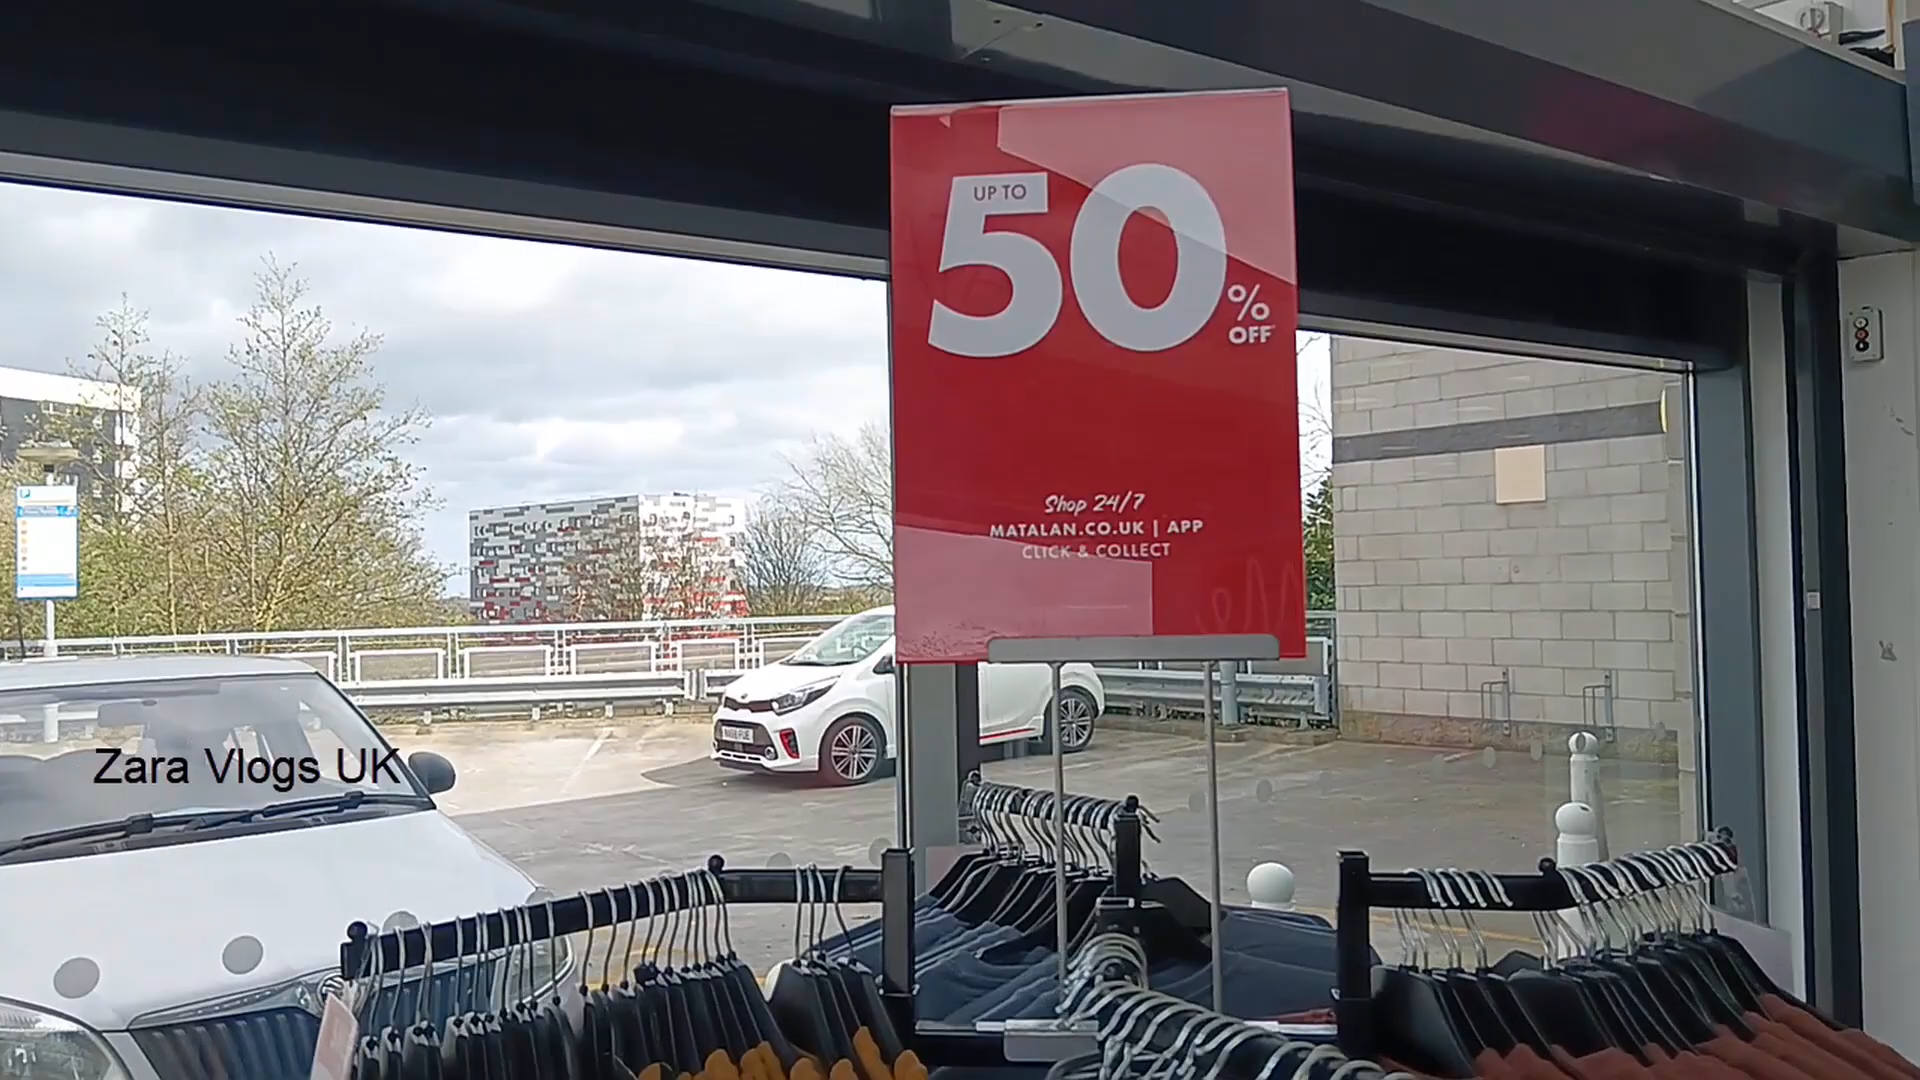 UP TO
50
%
OFF
Shop 24/7
MATALAN.CO.UK | APP
CLICK & COLLECT
Zara Vlogs UK